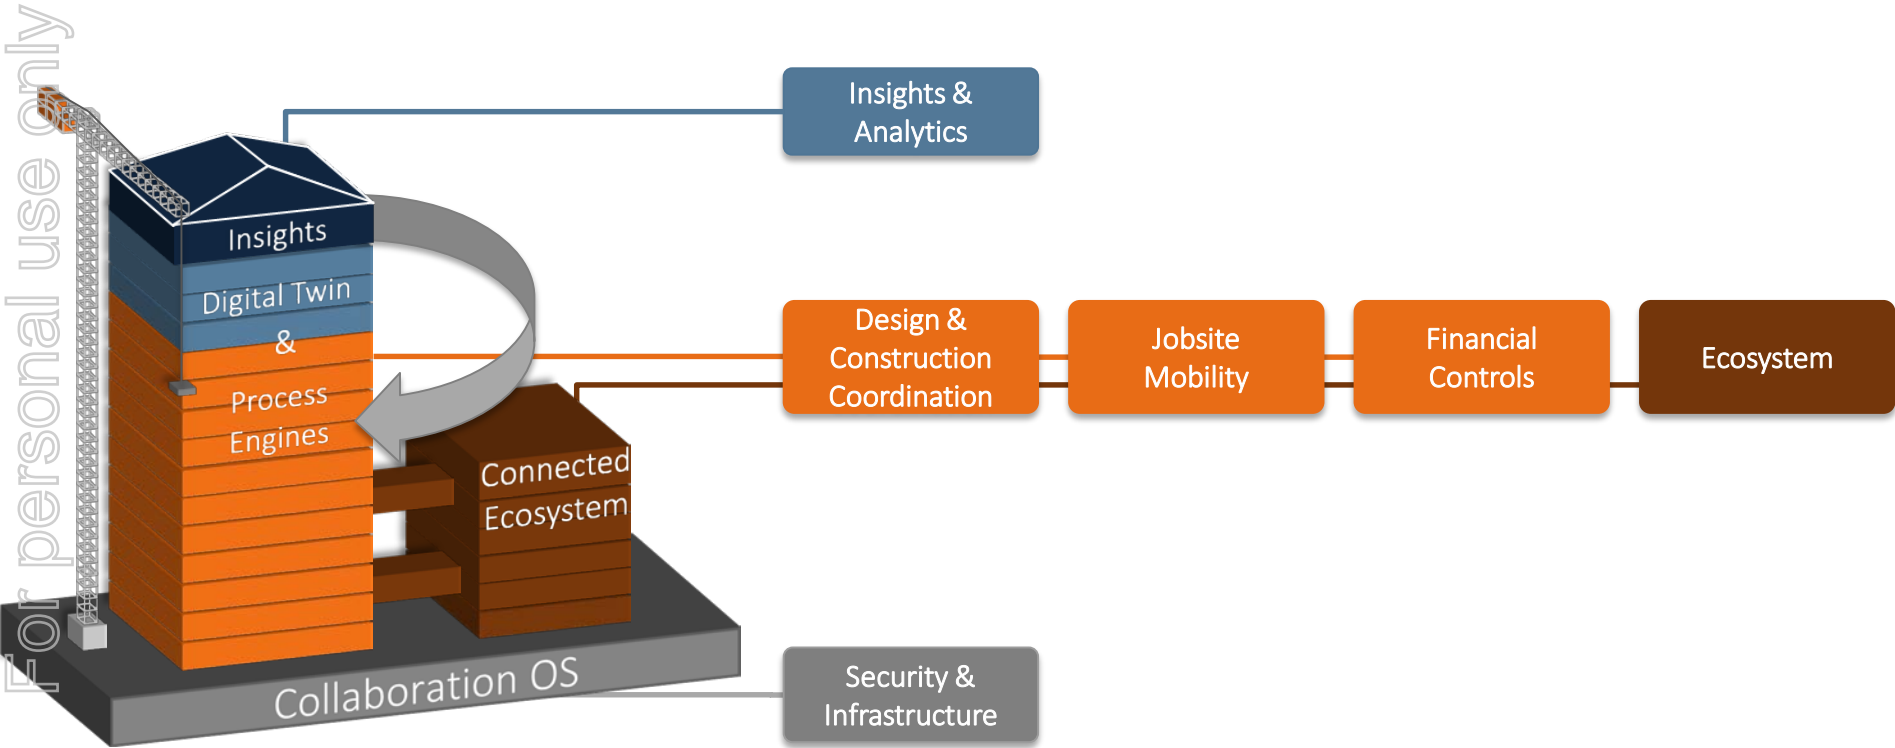 For personal use only
Insights &
Analytics
Insights
Digital Twin
&
Process
Engines
Design &
Construction
Coordination
Jobsite
Mobility
Financial
Controls
Ecosystem
Connected
Ecosystem
Collaboration OS
Security &
Infrastructure